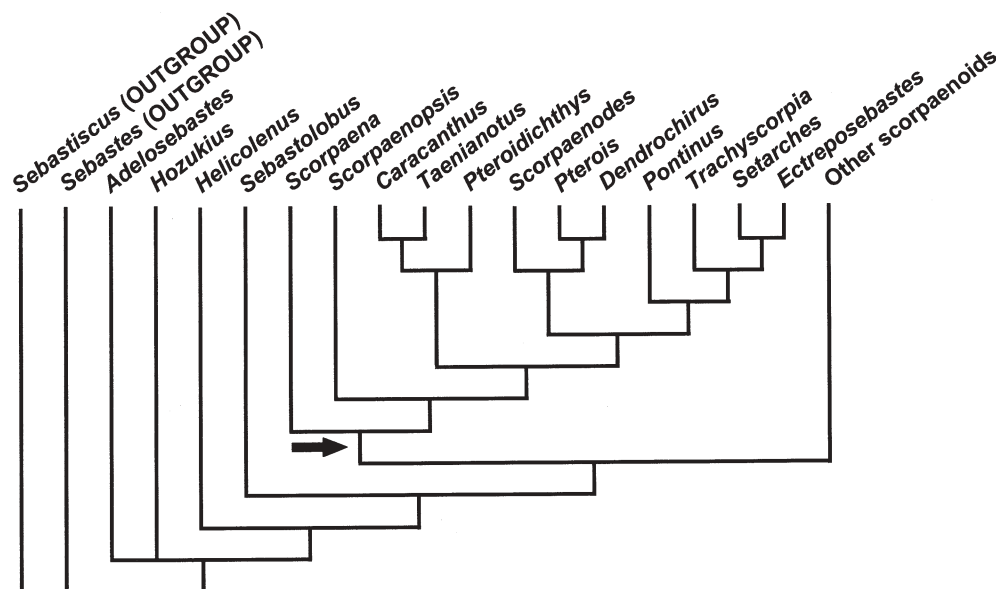 Sebastiscus (OUTGROUP)
Sebastes (OUTGROUP)
Adelosebastes
Hozukius
Helicolenus
Sebastolobus
Scorpaena
Scorpaenopsis
Caracanthus
Taenianotus
Pteroidichthys
Scorpaenodes
Pterois
Dendrochirus
Pontinus
Trachyscorpia
Setarches
Ectreposebastes
Other scorpaenoids